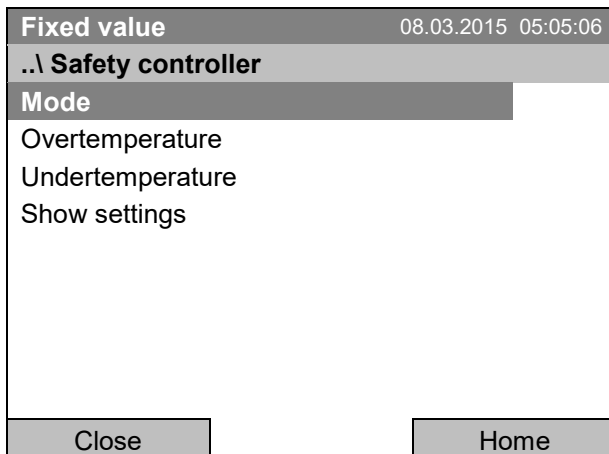 Fixed value 08.03.2015 05:05:06
..\ Safety controller
Mode
Overtemperature
Undertemperature
Show settings
Close Home